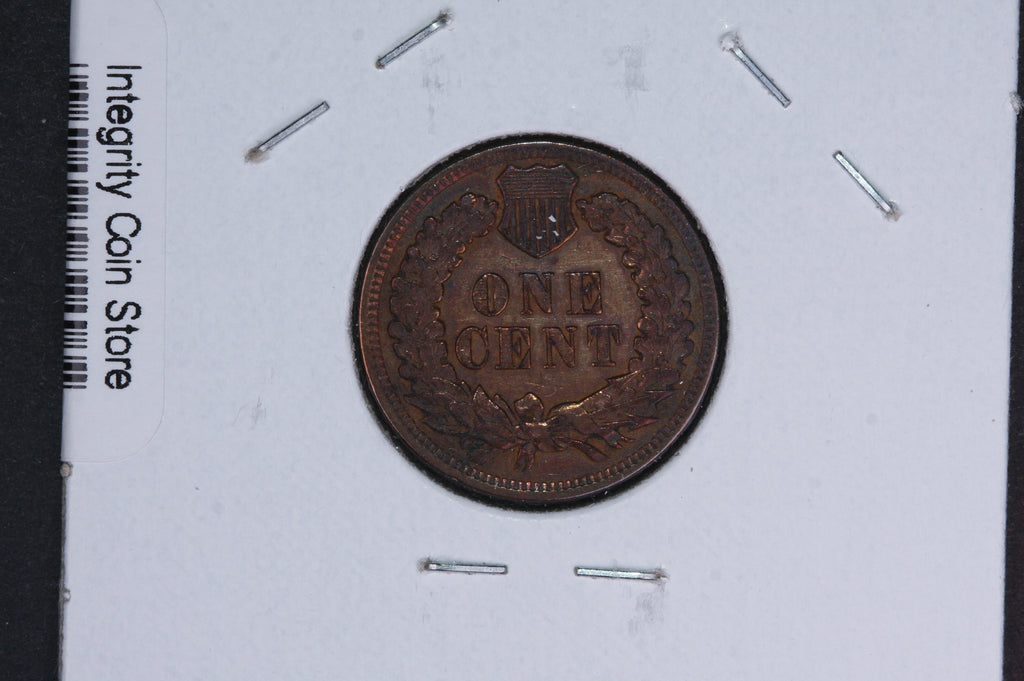 Integrity Coin Store
ONE
CENT